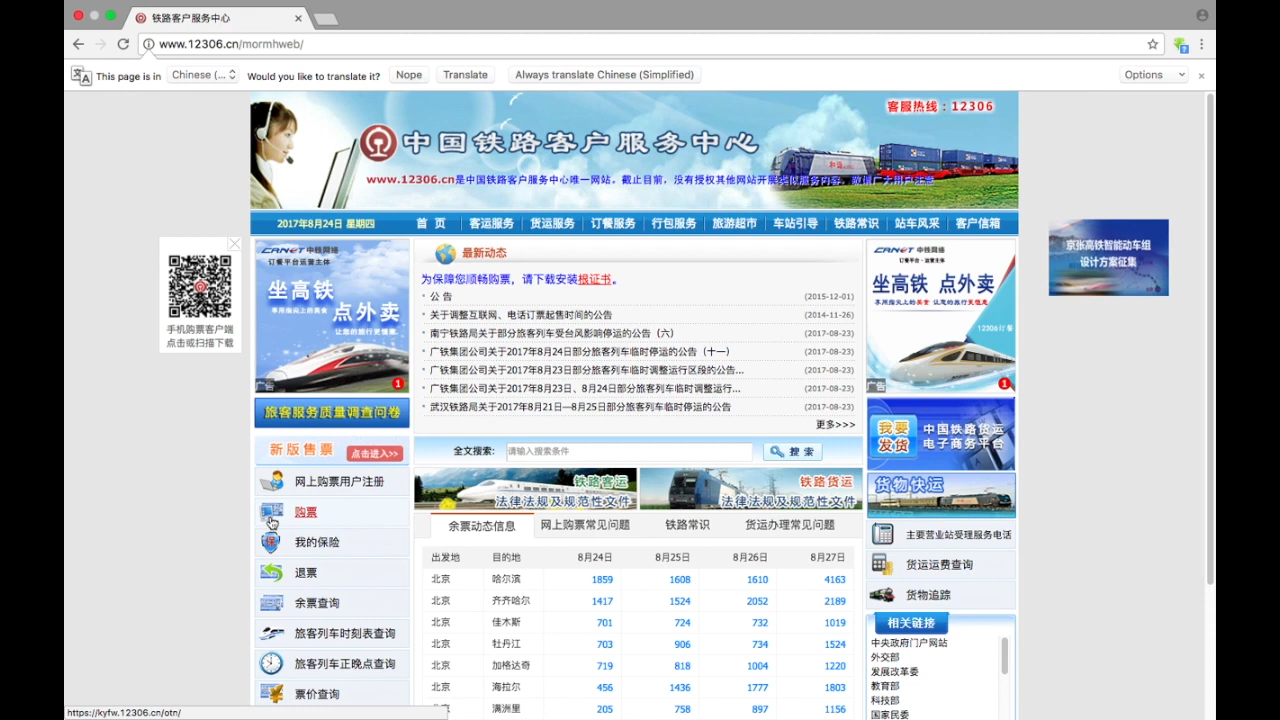 铁路客户服务中心
www.12306.cn/mormhweb/
This page is in Chinese (... Would you like to translate it? Nope Translate Always translate Chinese (Simplified) Options
客服热线：12306
中国铁路客户服务中心
和谐
www.12306.cn是中国铁路客户服务中心唯一网站。截止目前，没有授权其他网站开展类似服务内容，敬请广大用户注意
2017年8月24日 星期四 首 页 客运服务 货运服务 订餐服务 行包服务 旅游超市 车站引导 铁路常识 站车风采 客户信箱
手机购票客户端
点击或扫描下载
CRNET 中铁网络
订餐平台运营主体
坐高铁
点外卖
享用指尖上的美食
让您的旅行更惬意.
广告
1
旅客服务质量调查问卷
新版售票 点击进入>>
网上购票用户注册
购票
我的保险
退票
余票查询
旅客列车时刻表查询
旅客列车正晚点查询
票价查询
最新动态
为保障您顺畅购票，请下载安装根证书。
公 告 (2015-12-01)
关于调整互联网、电话订票起售时间的公告 (2014-11-26)
南宁铁路局关于部分旅客列车受台风影响停运的公告（六） (2017-08-23)
广铁集团公司关于2017年8月24日部分旅客列车临时停运的公告（十一） (2017-08-23)
广铁集团公司关于2017年8月23日部分旅客列车临时调整运行区段的公告... (2017-08-23)
广铁集团公司关于2017年8月23日、8月24日部分旅客列车临时调整运行... (2017-08-23)
武汉铁路局关于2017年8月21日—8月25日部分旅客列车临时停运的公告 (2017-08-23)
更多>>>
全文搜索: 请输入搜索条件 搜 索
铁路客运
法律法规及规范性文件
铁路货运
法律法规及规范性文件
余票动态信息 网上购票常见问题 铁路常识 货运办理常见问题
出发地 目的地 8月24日 8月25日 8月26日 8月27日
北京 哈尔滨 1859 1608 1610 4163
北京 齐齐哈尔 1417 1524 2052 2189
北京 佳木斯 701 724 732 1019
北京 牡丹江 703 906 734 1524
北京 加格达奇 719 818 1004 1220
北京 海拉尔 456 1436 1777 1803
北京 满洲里 205 758 897 1156
CRNET 中铁网络
订餐平台·运营主体
坐高铁 点外卖
享用指尖上的美食 让您的旅行更惬意
12306订餐
广告
1
我要
发货
中国铁路货运
电子商务平台
货物快运
主要营业站受理服务电话
货运运费查询
货物追踪
相关链接
中央政府门户网站
外交部
发展改革委
教育部
科技部
国家民委
京张高铁智能动车组
设计方案征集
https://kyfw.12306.cn/otn/